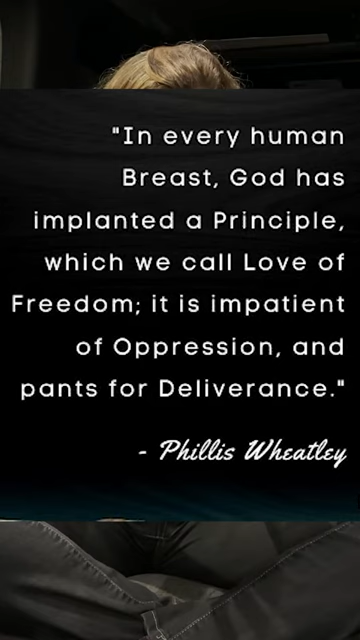 "In every human
Breast, God has
implanted a Principle,
which we call Love of
Freedom; it is impatient
of Oppression, and
pants for Deliverance."
- Phillis Wheatley